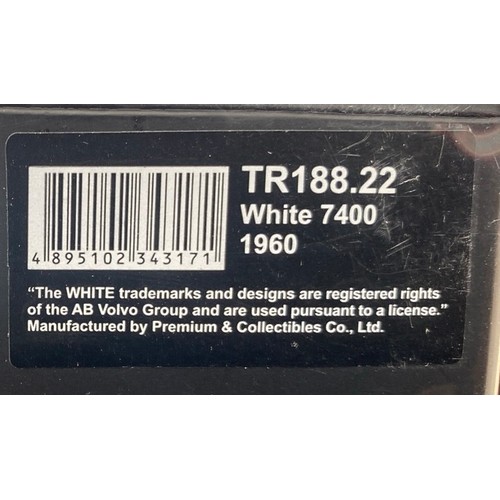 TR188.22
White 7400
1960
4 895102 343171
“The WHITE trademarks and designs are registered rights
of the AB Volvo Group and are used pursuant to a license.”
Manufactured by Premium & Collectibles Co., Ltd.